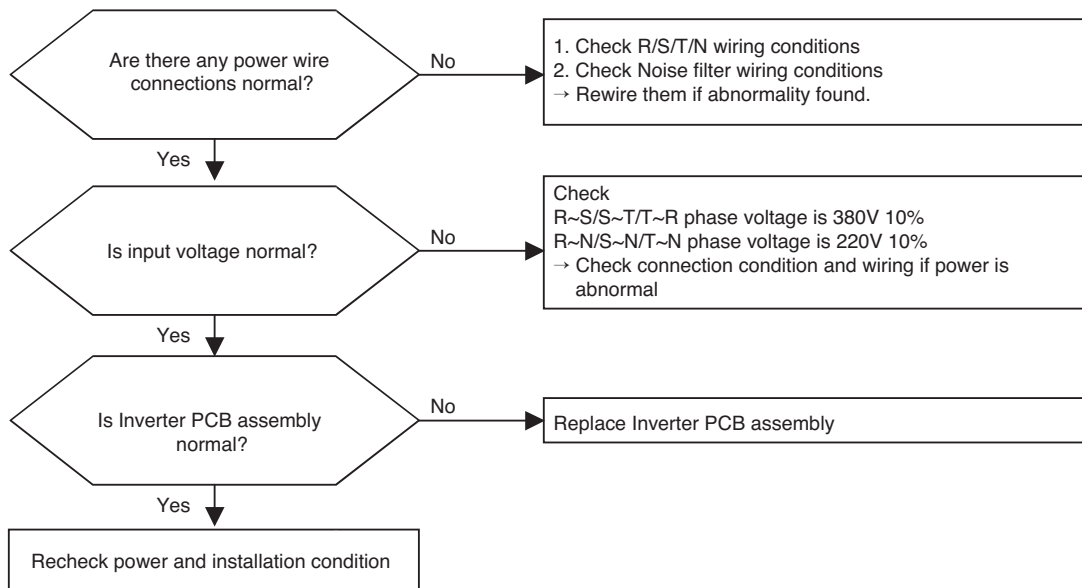 Are there any power wire
connections normal?
No
1. Check R/S/T/N wiring conditions
2. Check Noise filter wiring conditions
→ Rewire them if abnormality found.
Yes
Is input voltage normal?
No
Check
R~S/S~T/T~R phase voltage is 380V 10%
R~N/S~N/T~N phase voltage is 220V 10%
→ Check connection condition and wiring if power is
abnormal
Yes
Is Inverter PCB assembly
normal?
No
Replace Inverter PCB assembly
Yes
Recheck power and installation condition